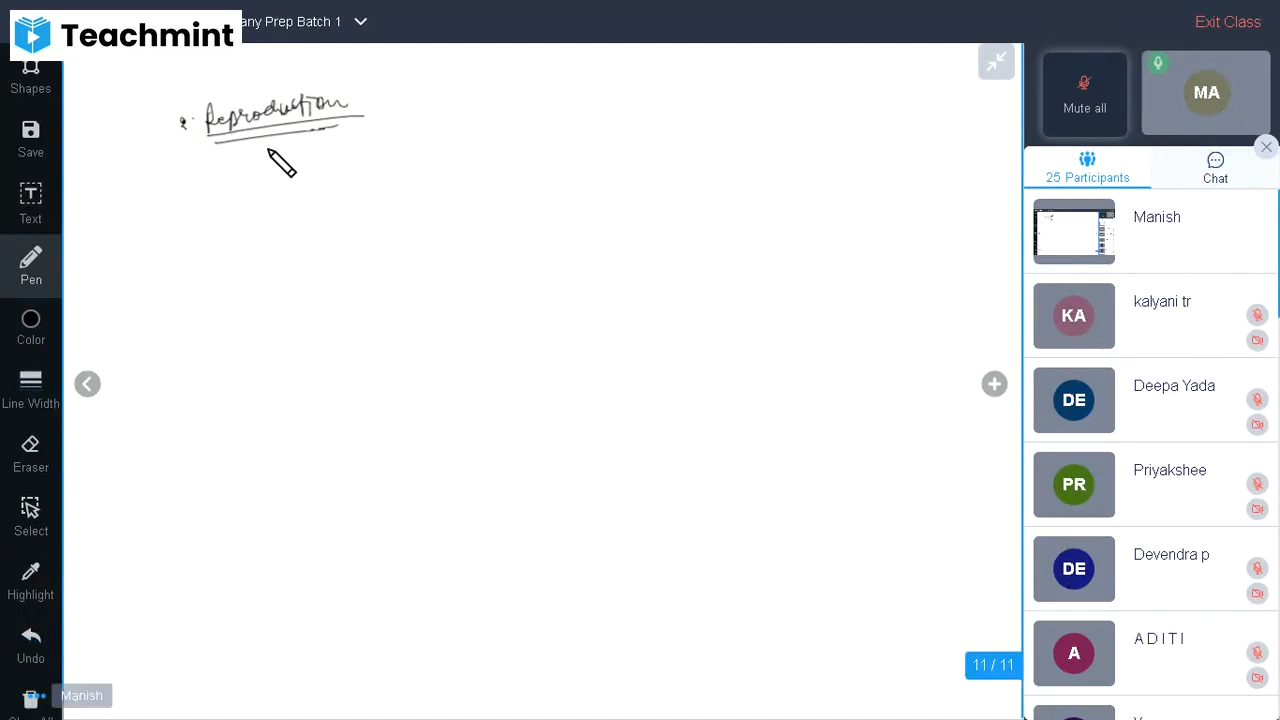 Teachmint
any Prep Batch 1
Exit Class
Shapes
Save
Text
Pen
Color
Line Width
Eraser
Select
Highlight
Undo
2. Reproduction
11 / 11
Manish
Mute all
MA
25 Participants
Chat
Manish
KA
kalyani tr
DE
Deepa Yada
PR
Priyakshee
DE
Devendra p
A
A D I T I